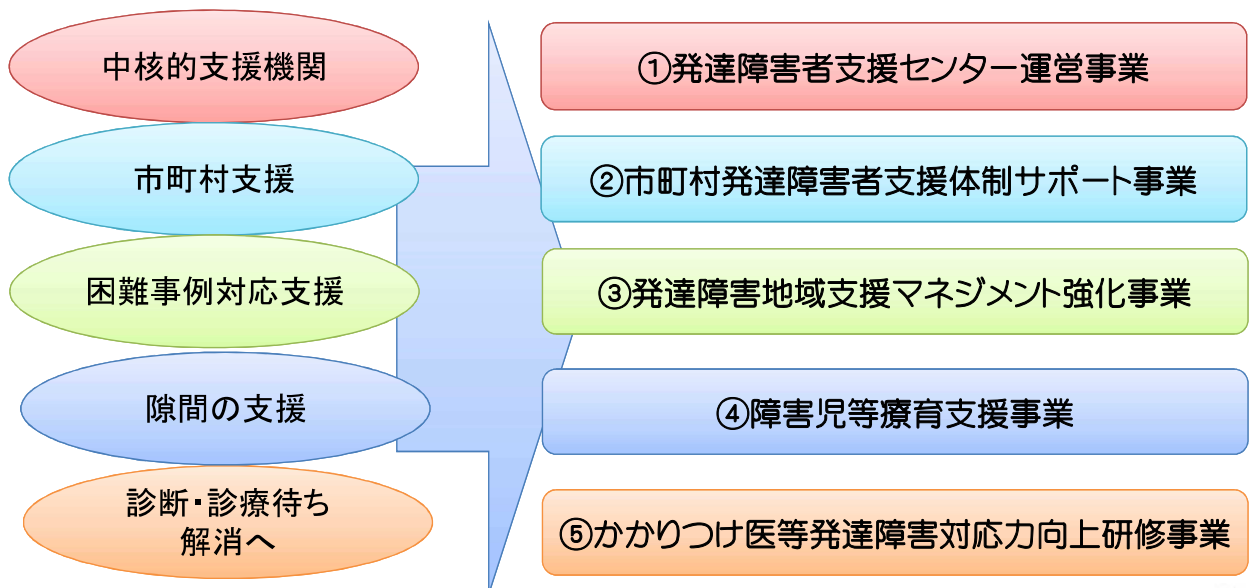 中核的支援機関
①発達障害者支援センター運営事業
市町村支援
②市町村発達障害者支援体制サポート事業
困難事例対応支援
③発達障害地域支援マネジメント強化事業
隙間の支援
④障害児等療育支援事業
診断・診療待ち
解消へ
⑤かかりつけ医等発達障害対応力向上研修事業